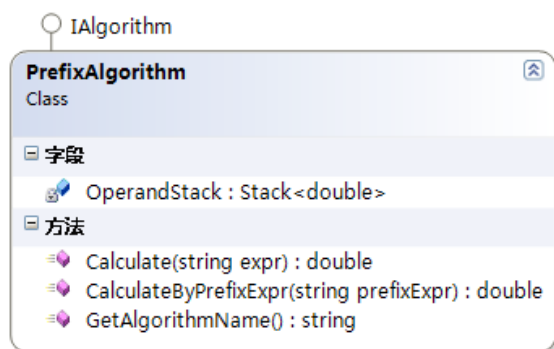 IAlgorithm
PrefixAlgorithm
Class
字段
OperandStack : Stack<double>
方法
Calculate(string expr) : double
CalculateByPrefixExpr(string prefixExpr) : double
GetAlgorithmName() : string